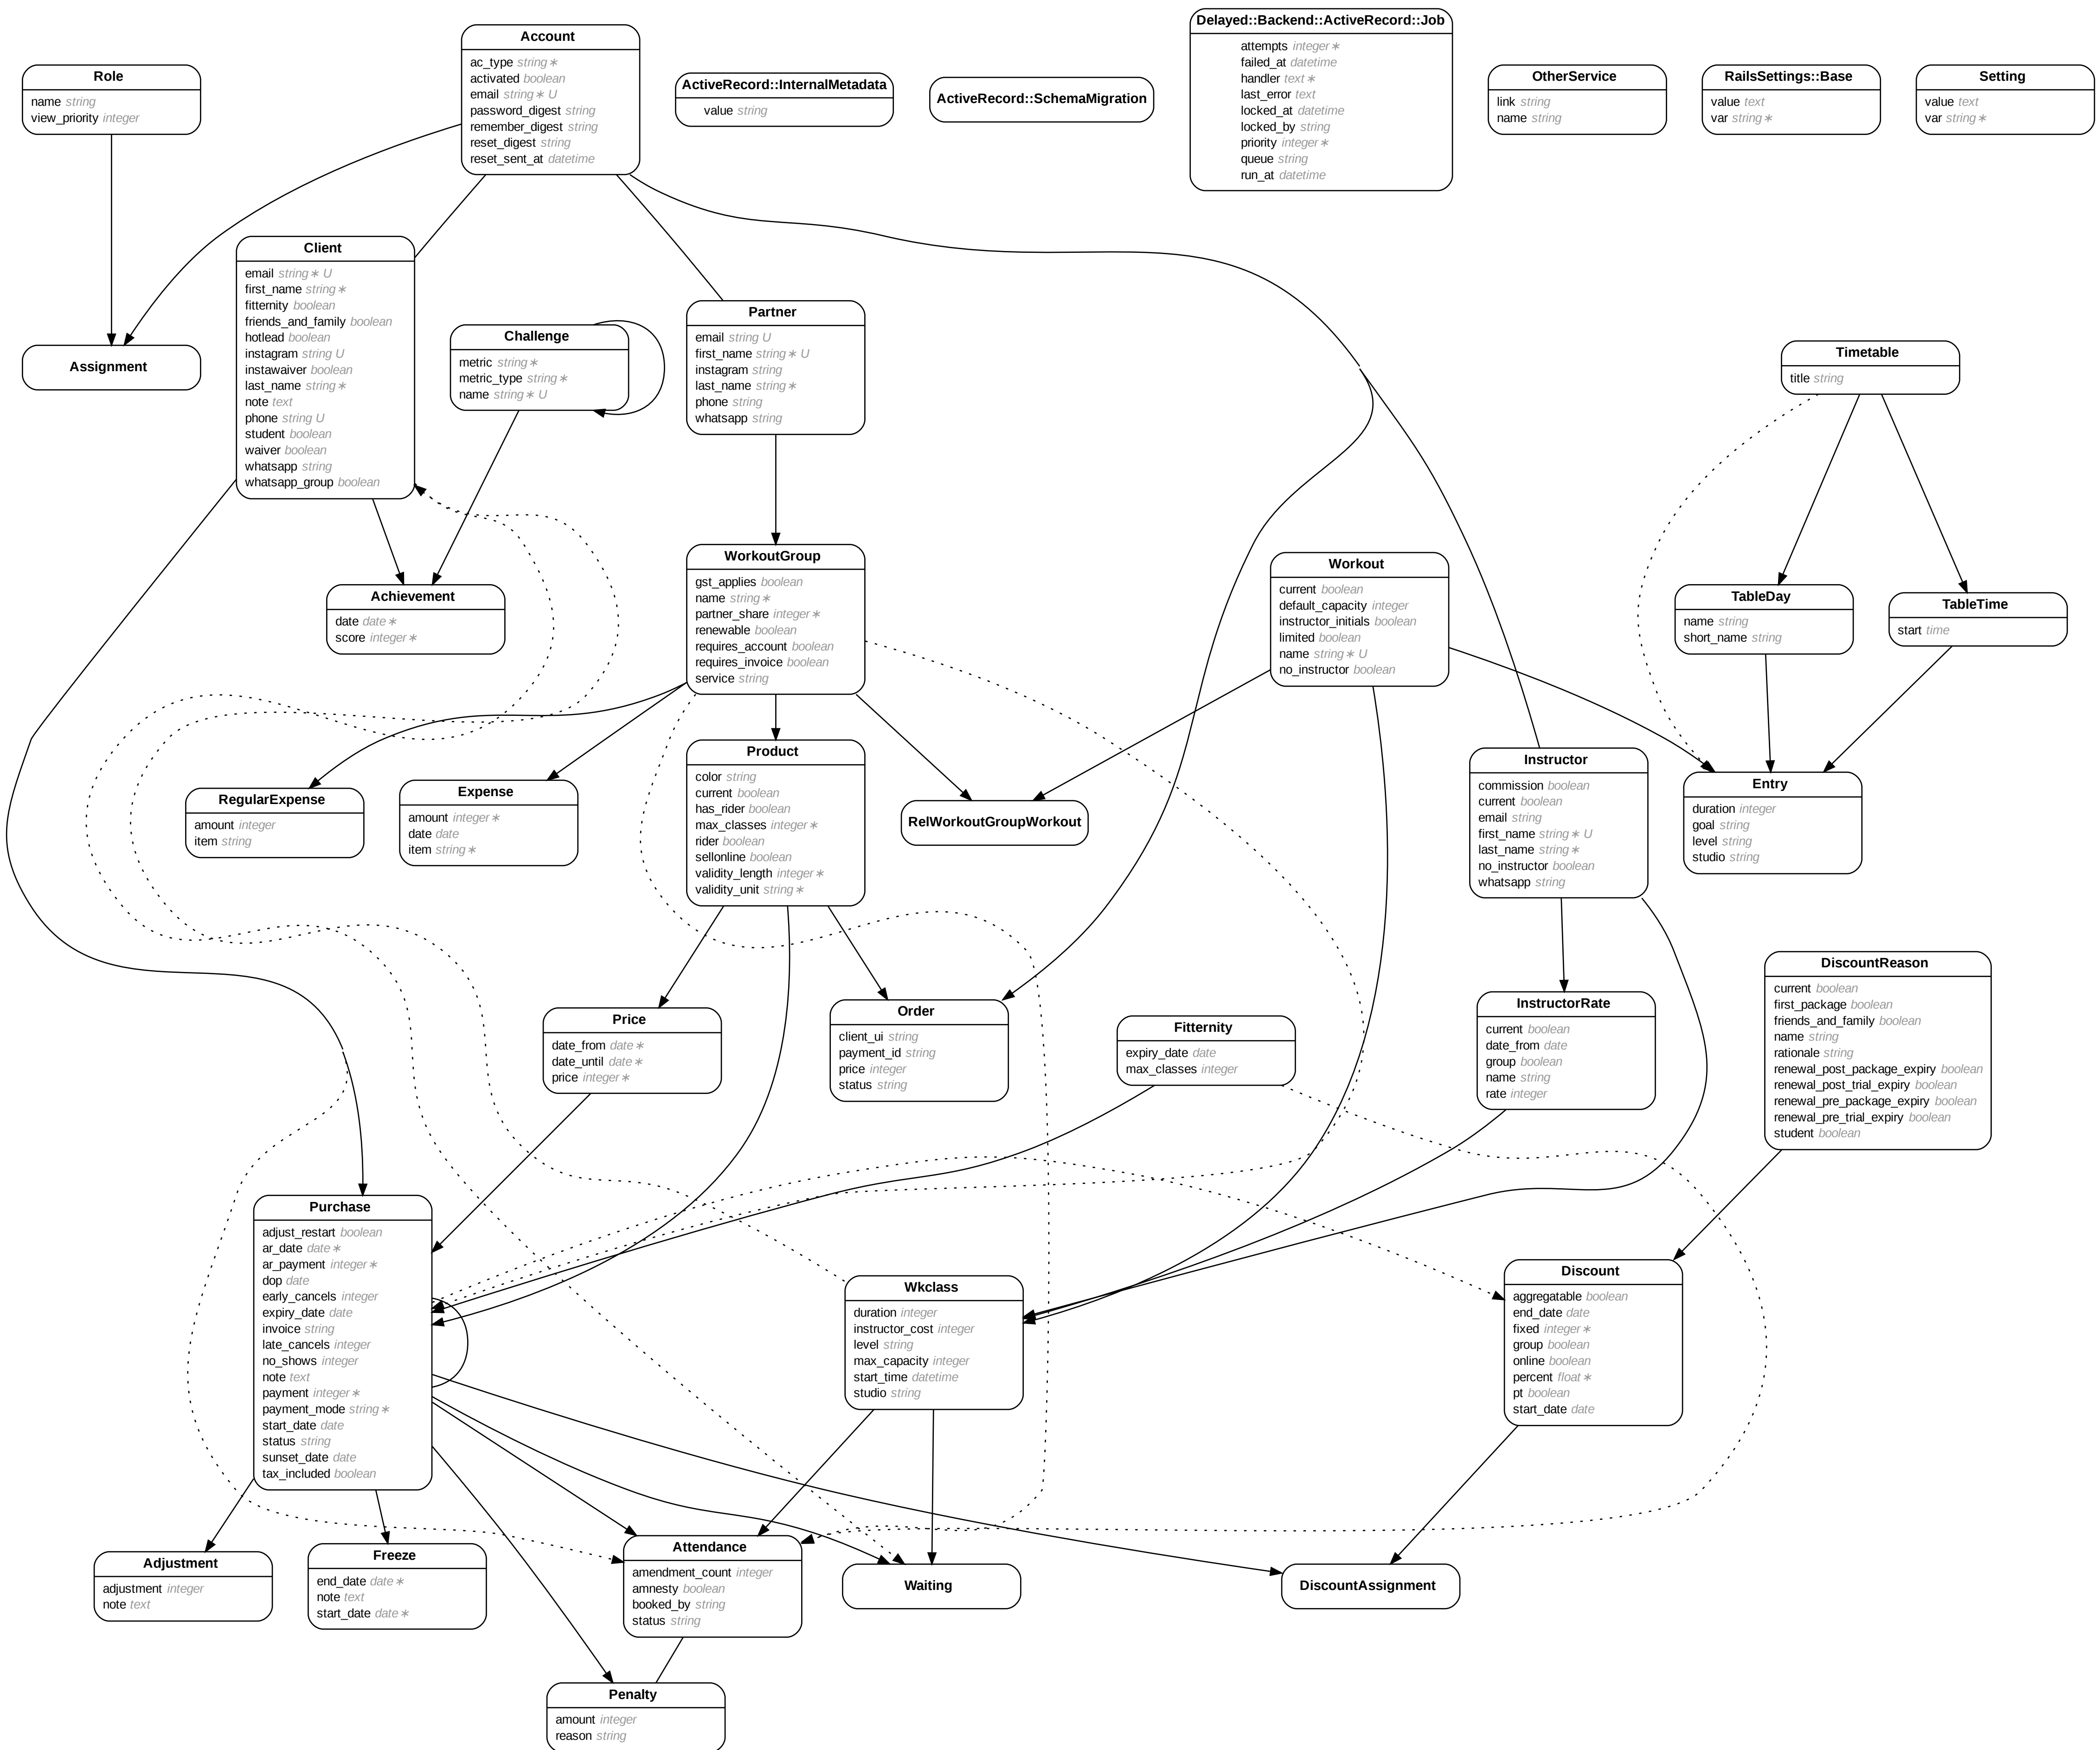 Role
name string
view_priority integer
Account
ac_type string∗
activated boolean
email string∗ U
password_digest string
remember_digest string
reset_digest string
reset_sent_at datetime
ActiveRecord::InternalMetadata
value string
ActiveRecord::SchemaMigration
Delayed::Backend::ActiveRecord::Job
attempts integer∗
failed_at datetime
handler text∗
last_error text
locked_at datetime
locked_by string
priority integer∗
queue string
run_at datetime
OtherService
link string
name string
RailsSettings::Base
value text
var string∗
Setting
value text
var string∗
Assignment
Client
email string∗ U
first_name string∗
fitternity boolean
friends_and_family boolean
hotlead boolean
instagram string U
instawaiver boolean
last_name string∗
note text
phone string U
student boolean
waiver boolean
whatsapp string
whatsapp_group boolean
Challenge
metric string∗
metric_type string∗
name string∗ U
Partner
email string U
first_name string∗ U
instagram string
last_name string∗
phone string
whatsapp string
Timetable
title string
Achievement
date date∗
score integer∗
WorkoutGroup
gst_applies boolean
name string∗
partner_share integer∗
renewable boolean
requires_account boolean
requires_invoice boolean
service string
Workout
current boolean
default_capacity integer
instructor_initials boolean
limited boolean
name string∗ U
no_instructor boolean
TableDay
name string
short_name string
TableTime
start time
RegularExpense
amount integer
item string
Expense
amount integer∗
date date
item string∗
Product
color string
current boolean
has_rider boolean
max_classes integer∗
rider boolean
sellonline boolean
validity_length integer∗
validity_unit string∗
RelWorkoutGroupWorkout
Instructor
commission boolean
current boolean
email string
first_name string∗ U
last_name string∗
no_instructor boolean
whatsapp string
Entry
duration integer
goal string
level string
studio string
Price
date_from date∗
date_until date∗
price integer∗
Order
client_ui string
payment_id string
price integer
status string
Fitternity
expiry_date date
max_classes integer
InstructorRate
current boolean
date_from date
group boolean
name string
rate integer
DiscountReason
current boolean
first_package boolean
friends_and_family boolean
name string
rationale string
renewal_post_package_expiry boolean
renewal_post_trial_expiry boolean
renewal_pre_package_expiry boolean
renewal_pre_trial_expiry boolean
student boolean
Purchase
adjust_restart boolean
ar_date date∗
ar_payment integer∗
dop date
early_cancels integer
expiry_date date
invoice string
late_cancels integer
no_shows integer
note text
payment integer∗
payment_mode string∗
start_date date
status string
sunset_date date
tax_included boolean
Wkclass
duration integer
instructor_cost integer
level string
max_capacity integer
start_time datetime
studio string
Discount
aggregatable boolean
end_date date
fixed integer∗
group boolean
online boolean
percent float∗
pt boolean
start_date date
Adjustment
adjustment integer
note text
Freeze
end_date date∗
note text
start_date date∗
Attendance
amendment_count integer
amnesty boolean
booked_by string
status string
Waiting
DiscountAssignment
Penalty
amount integer
reason string